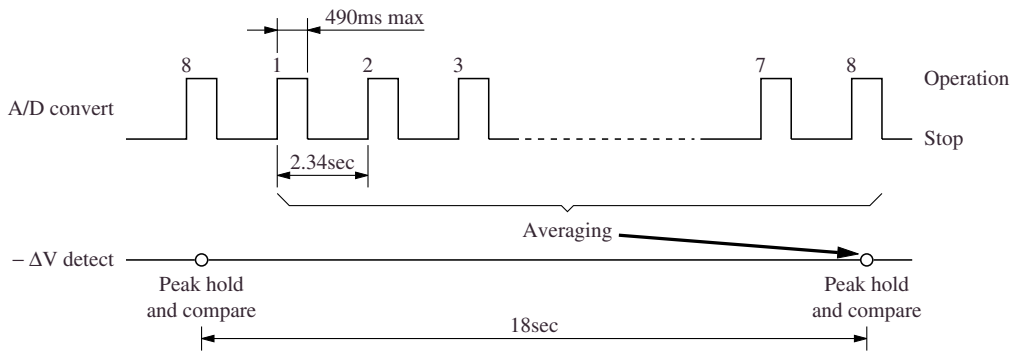 490ms max
8 1 2 3 7 8
Operation
A/D convert
Stop
2.34sec
Averaging
– ΔV detect
Peak hold
and compare
Peak hold
and compare
18sec